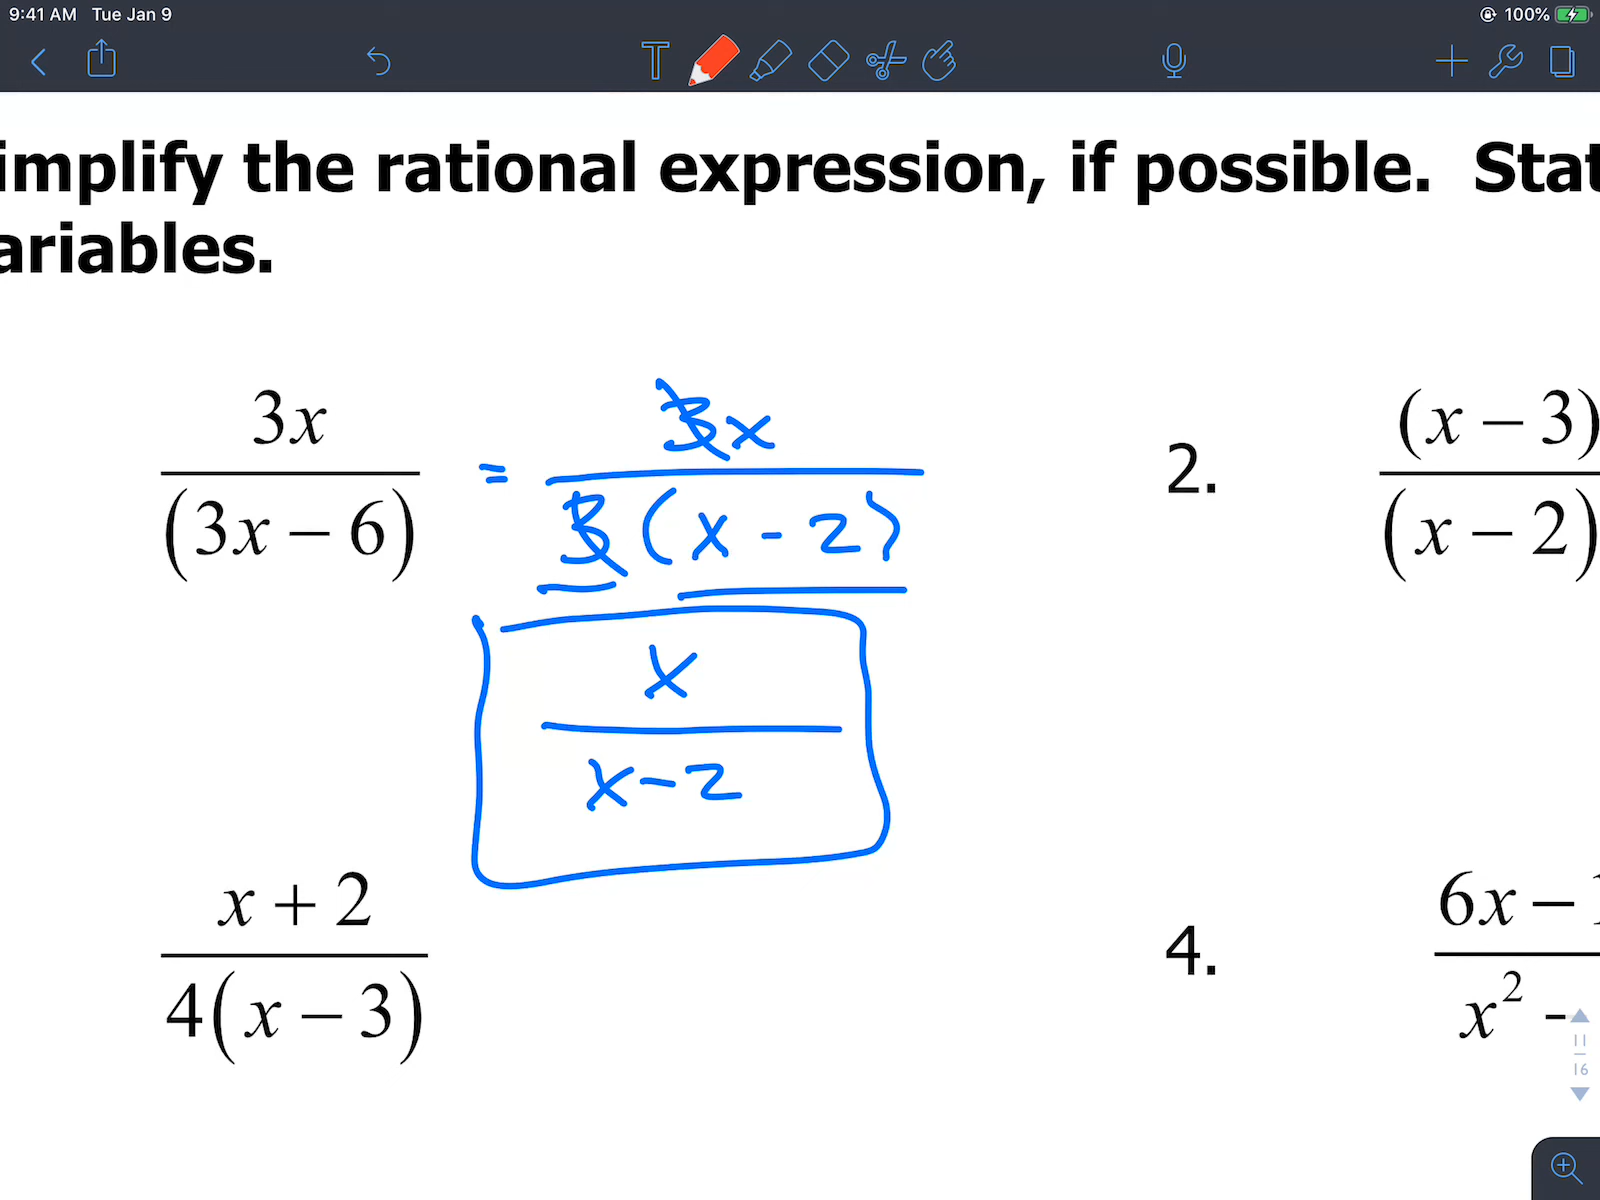 9:41 AM Tue Jan 9
100%
T
implify the rational expression, if possible. Stat
ariables.
3x
(3x − 6)
= 3x
3(x - 2)
x
x-2
2. (x − 3)
(x − 2)
x + 2
4(x − 3)
4. 6x −
x² -
11
16